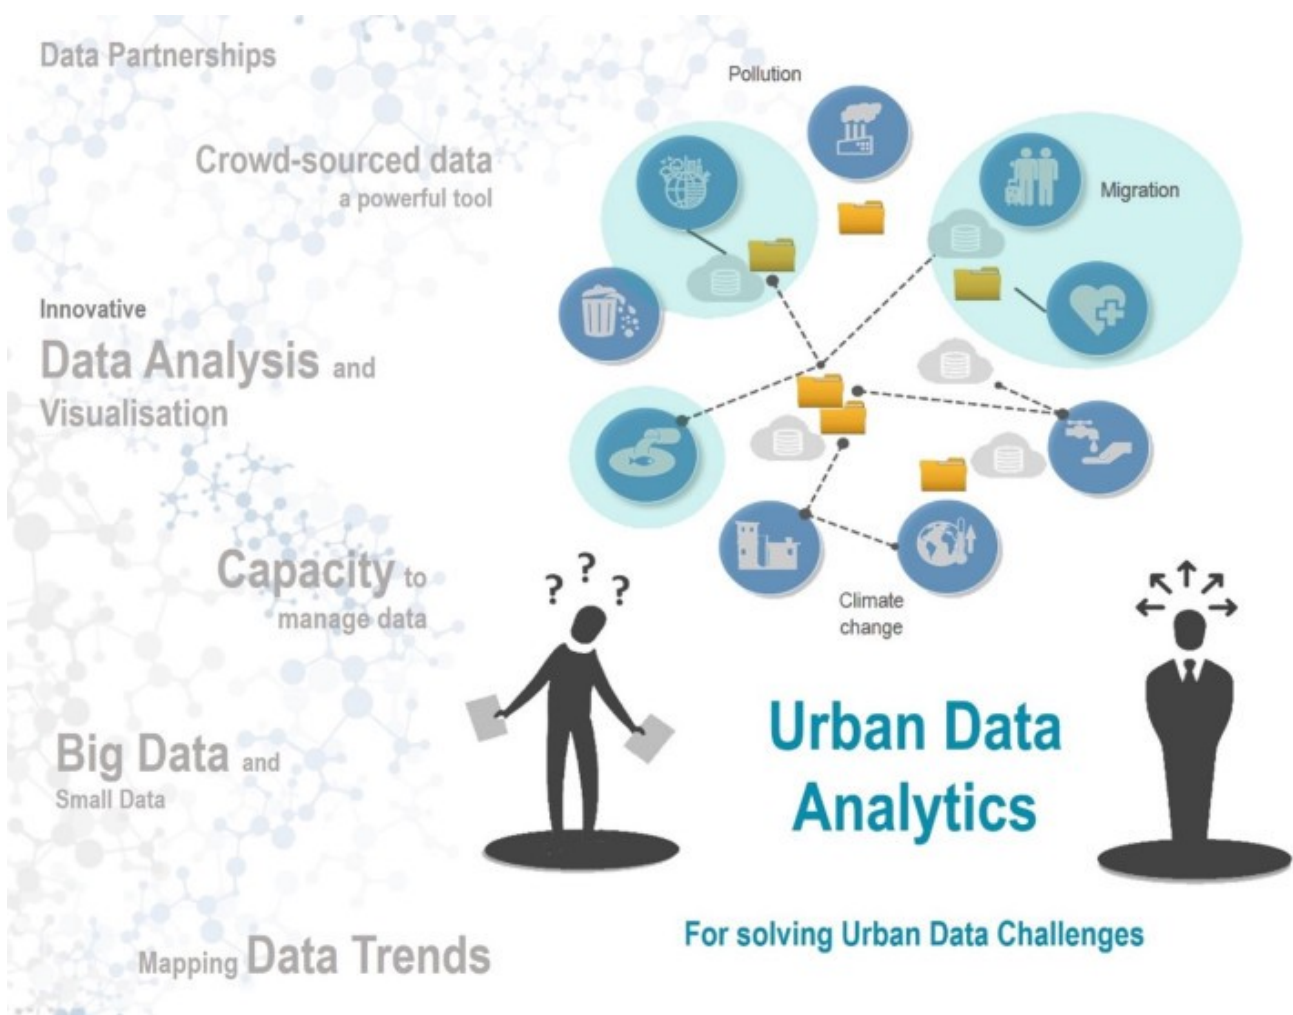 Data Partnerships
Crowd-sourced data
a powerful tool
Innovative
Data Analysis and
Visualisation
Capacity to
manage data
Big Data and
Small Data
Mapping Data Trends
Pollution
Migration
Climate
change
? ? ?
Urban Data
Analytics
For solving Urban Data Challenges